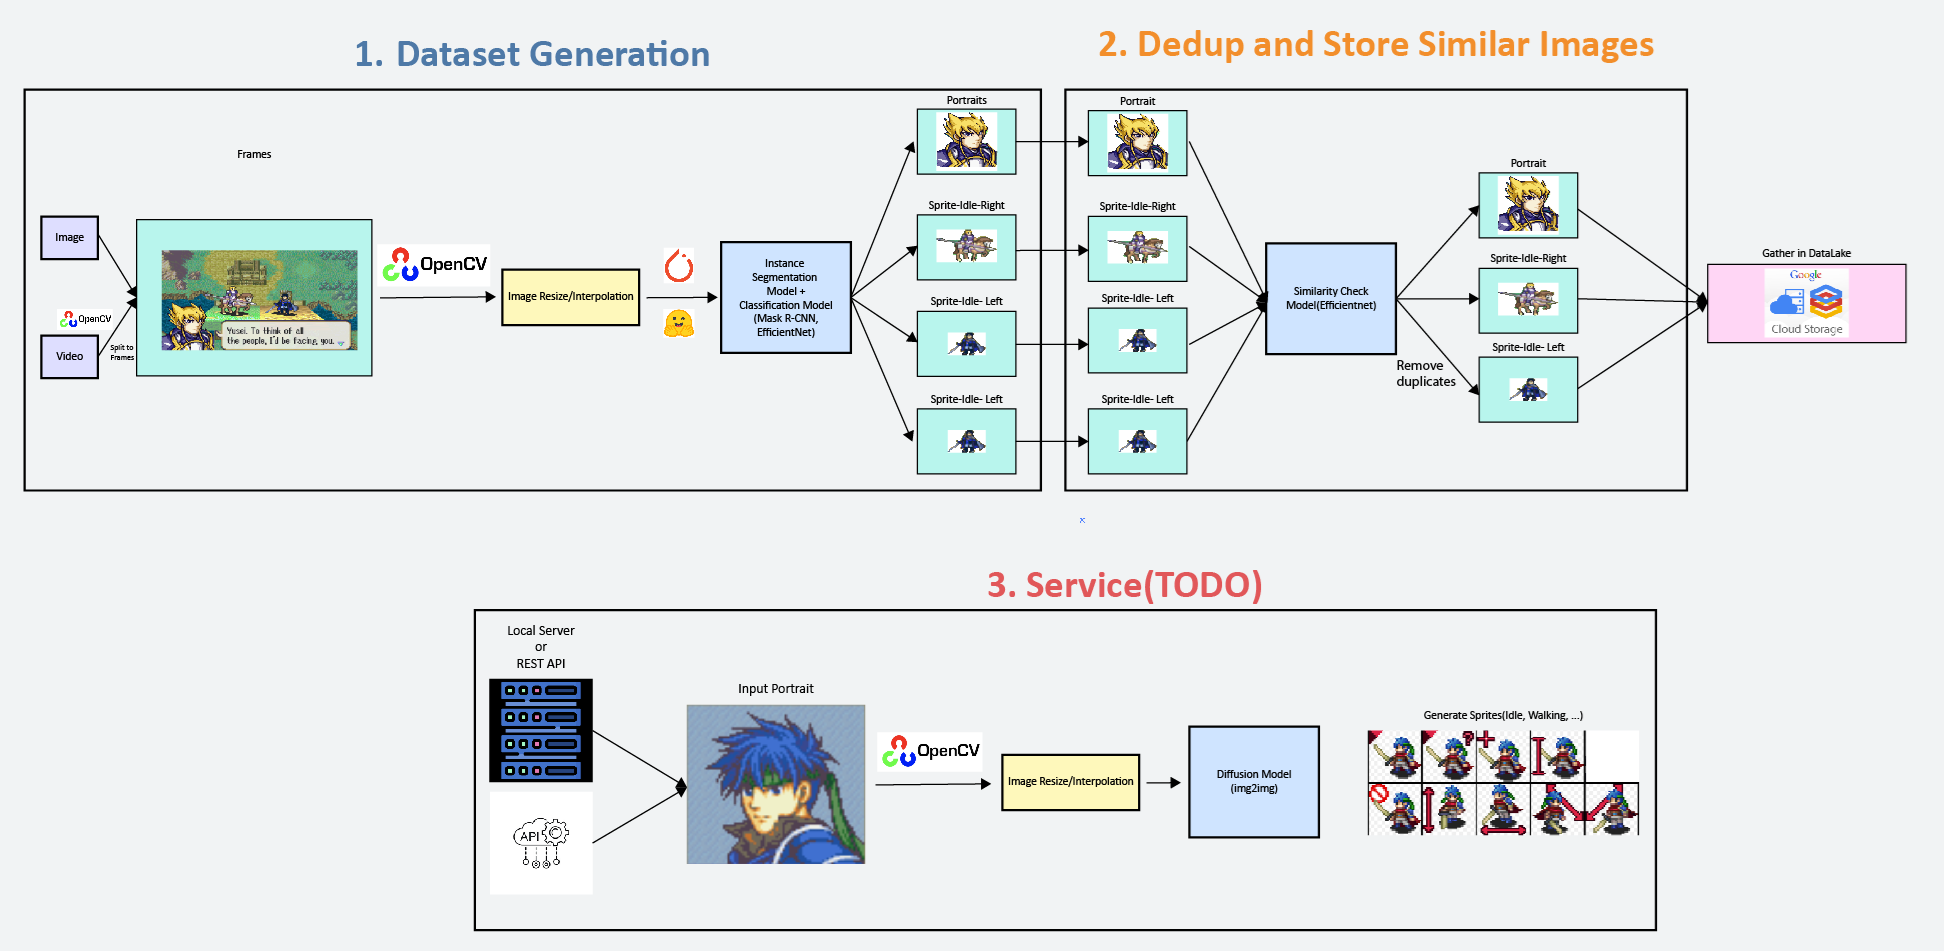 1. Dataset Generation
2. Dedup and Store Similar Images
Frames
Image
Video
OpenCV
Split to
Frames
Yusei. To think of all
the people, I'd be facing you.
OpenCV
Image Resize/Interpolation
Instance
Segmentation
Model +
Classification Model
(Mask R-CNN,
EfficientNet)
Portraits
Sprite-Idle-Right
Sprite-Idle- Left
Sprite-Idle- Left
Portrait
Sprite-Idle-Right
Sprite-Idle- Left
Sprite-Idle- Left
Similarity Check
Model(Efficientnet)
Remove
duplicates
Portrait
Sprite-Idle-Right
Sprite-Idle- Left
Gather in DataLake
Google
Cloud Storage
3. Service(TODO)
Local Server
or
REST API
API
Input Portrait
OpenCV
Image Resize/Interpolation
Diffusion Model
(img2img)
Generate Sprites(Idle, Walking, ...)
?